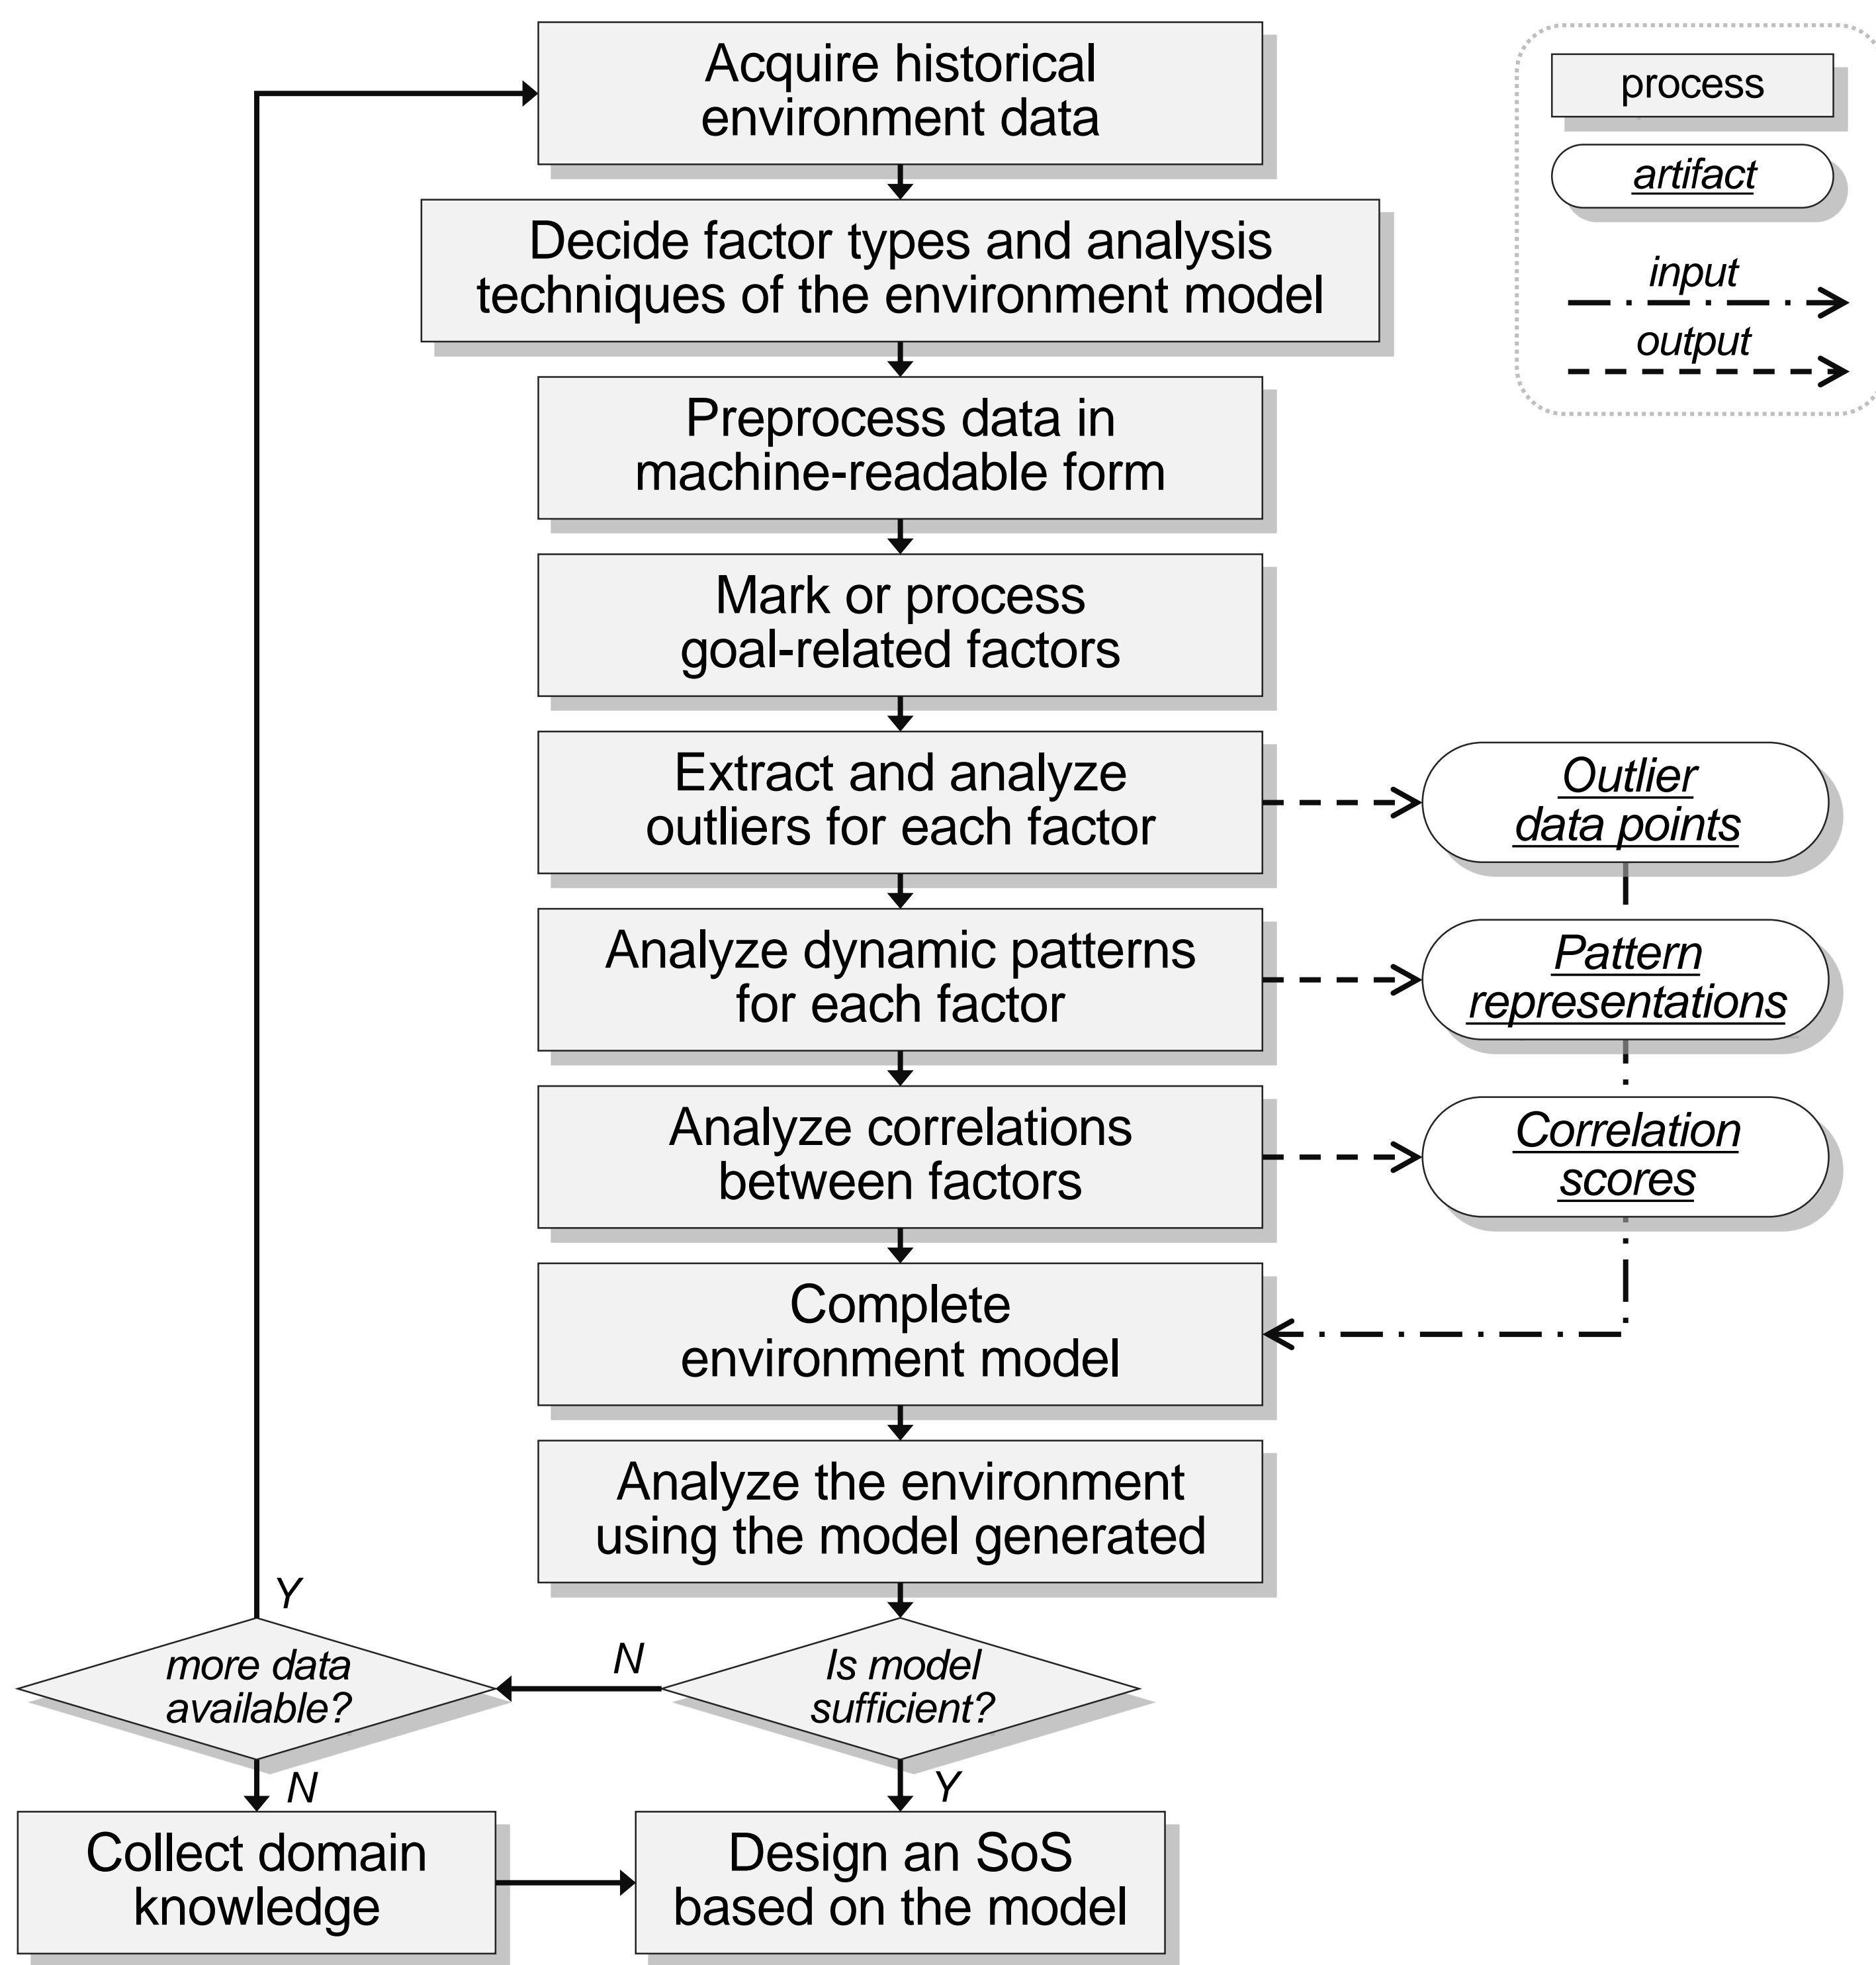 Acquire historical
environment data
process
artifact
input
output
Decide factor types and analysis
techniques of the environment model
Preprocess data in
machine-readable form
Mark or process
goal-related factors
Extract and analyze
outliers for each factor
Outlier
data points
Analyze dynamic patterns
for each factor
Pattern
representations
Analyze correlations
between factors
Correlation
scores
Complete
environment model
Analyze the environment
using the model generated
Y
more data
available?
N
Is model
sufficient?
N
Y
Collect domain
knowledge
Design an SoS
based on the model